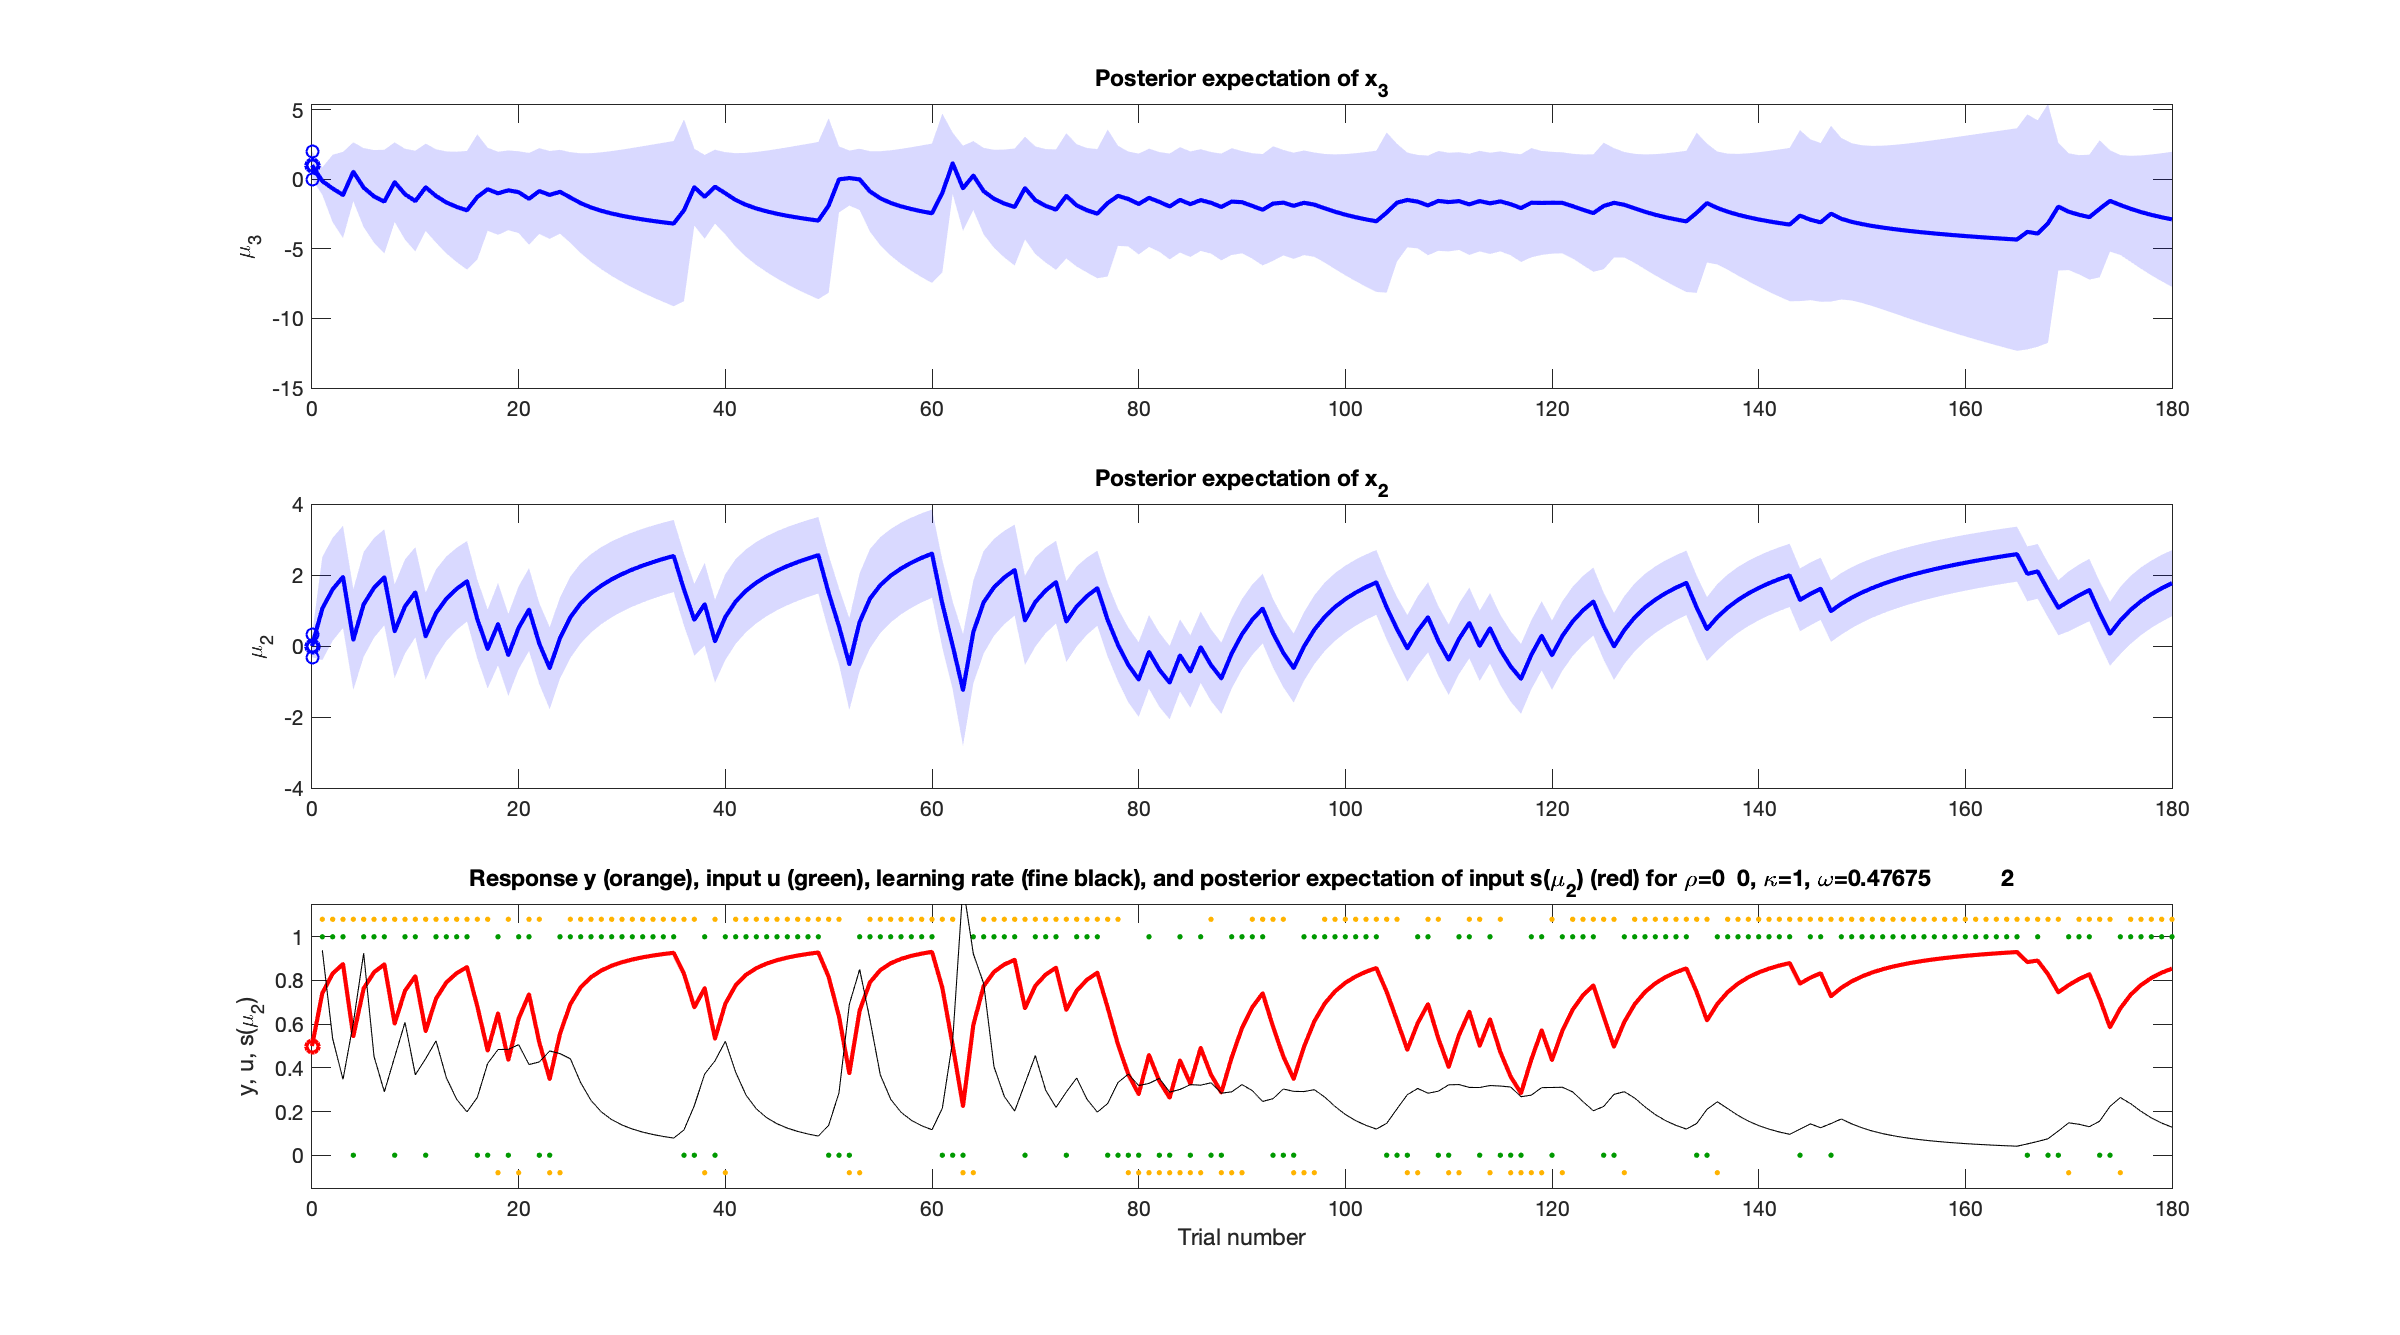 Posterior expectation of x₃
μ₃
5
0
-5
-10
-15
0 20 40 60 80 100 120 140 160 180
Posterior expectation of x₂
μ₂
4
2
0
-2
-4
0 20 40 60 80 100 120 140 160 180
Response y (orange), input u (green), learning rate (fine black), and posterior expectation of input s(μ₂) (red) for ρ=0 0, κ=1, ω=0.47675 2
y, u, s(μ₂)
1
0.8
0.6
0.4
0.2
0
0 20 40 60 80 100 120 140 160 180
Trial number